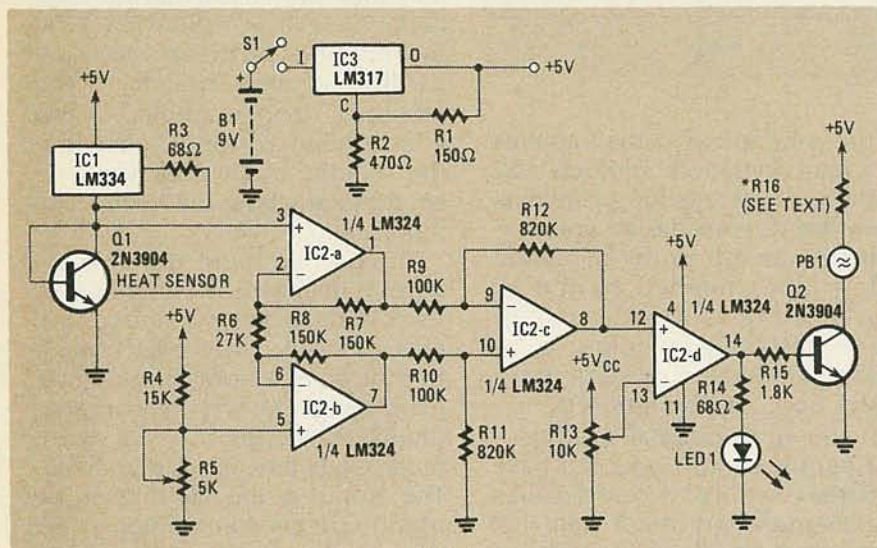 S1
I
IC3
LM317
O
+5V
C
+
B1
9V
R2
470Ω
R1
150Ω
+5V
R3
68Ω
IC1
LM334
Q1
2N3904
HEAT SENSOR
3
+
2
−
1/4 LM324
1
IC2-a
R12
820K
R9
100K
R6
27K
R8
150K
R7
150K
9
−
10
+
IC2-c
8
1/4 LM324
+5V
R4
15K
R5
5K
6
−
5
+
IC2-b
7
1/4 LM324
R10
100K
R11
820K
+5VCC
R13
10K
+5V
4
1/4 LM324
12
+
13
−
IC2-d
11
14
R14
68Ω
LED1
R15
1.8K
+5V
*R16
(SEE TEXT)
PB1
Q2
2N3904